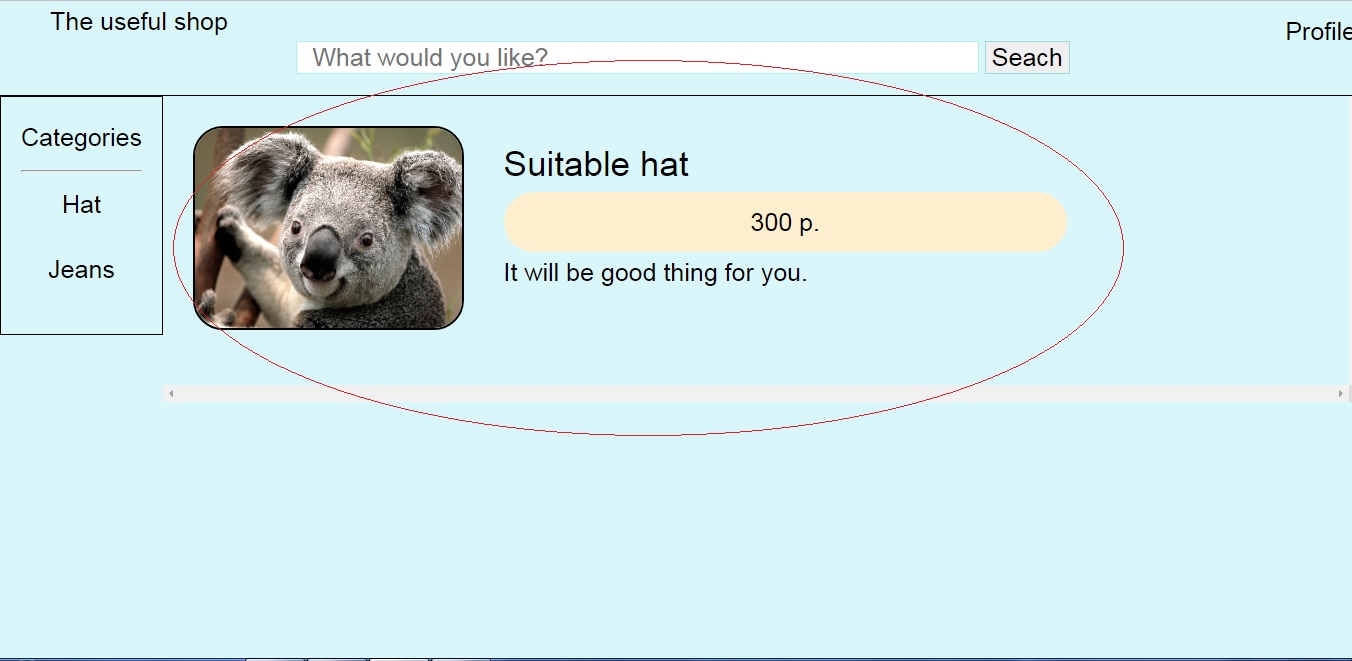 The useful shop
Profile
What would you like?
Seach
Categories
Hat
Jeans
Suitable hat
300 p.
It will be good thing for you.